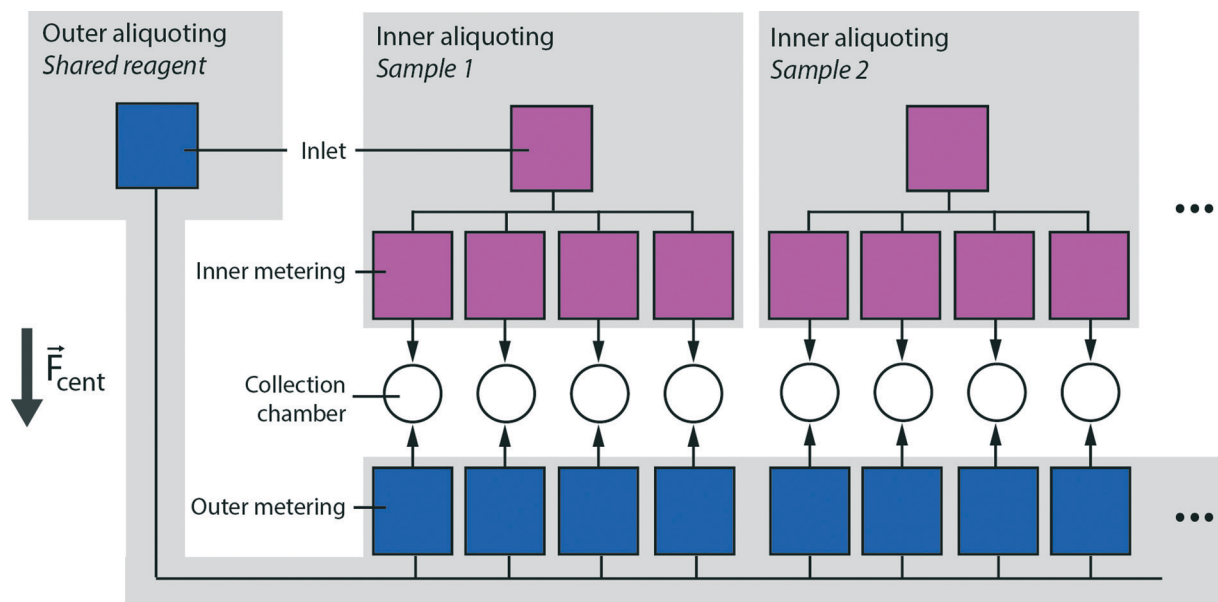 Outer aliquoting
Shared reagent
Inner aliquoting
Sample 1
Inner aliquoting
Sample 2
Inlet
Inner metering
F⃗cent
Collection
chamber
Outer metering
...
...